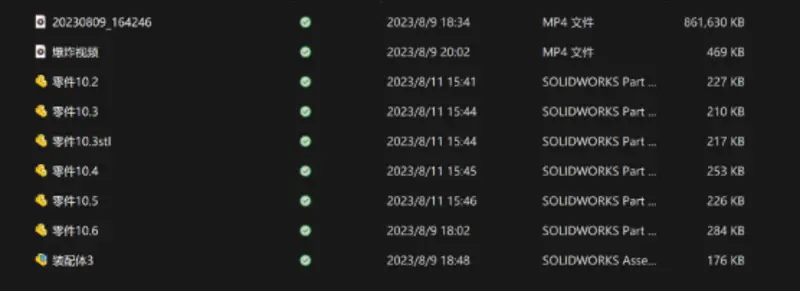 20230809_164246 2023/8/9 18:34 MP4 文件 861,630 KB
爆炸视频 2023/8/9 20:02 MP4 文件 469 KB
零件10.2 2023/8/11 15:41 SOLIDWORKS Part ... 227 KB
零件10.3 2023/8/11 15:44 SOLIDWORKS Part ... 210 KB
零件10.3stl 2023/8/11 15:44 SOLIDWORKS Part ... 217 KB
零件10.4 2023/8/11 15:45 SOLIDWORKS Part ... 253 KB
零件10.5 2023/8/11 15:46 SOLIDWORKS Part ... 226 KB
零件10.6 2023/8/9 18:02 SOLIDWORKS Part ... 284 KB
装配体3 2023/8/9 18:48 SOLIDWORKS Asse... 176 KB